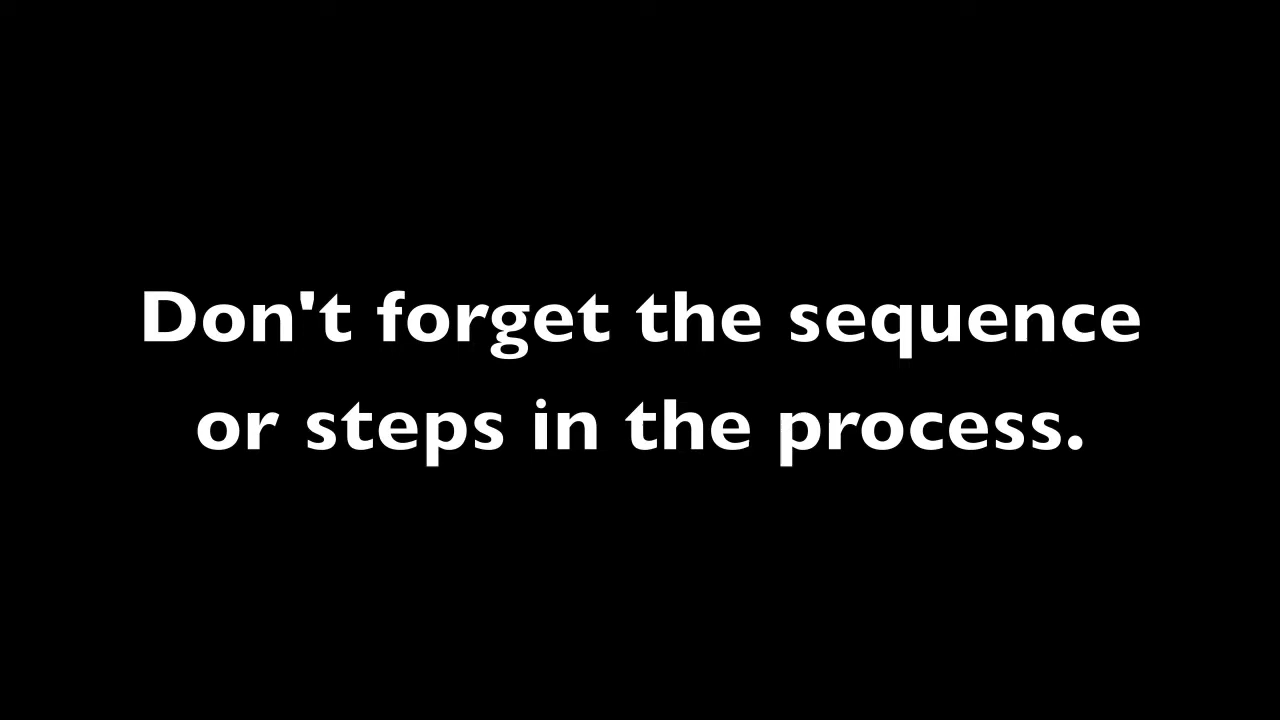 Don't forget the sequence
or steps in the process.